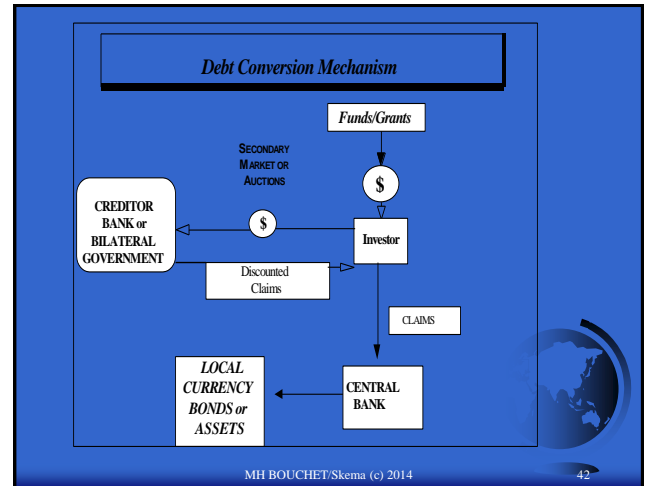 Debt Conversion Mechanism
Funds/Grants
SECONDARY
MARKET OR
AUCTIONS
$
CREDITOR
BANK or
BILATERAL
GOVERNMENT
$
Investor
Discounted
Claims
CLAIMS
LOCAL
CURRENCY
BONDS or
ASSETS
CENTRAL
BANK
MH BOUCHET/Skema (c) 2014
42